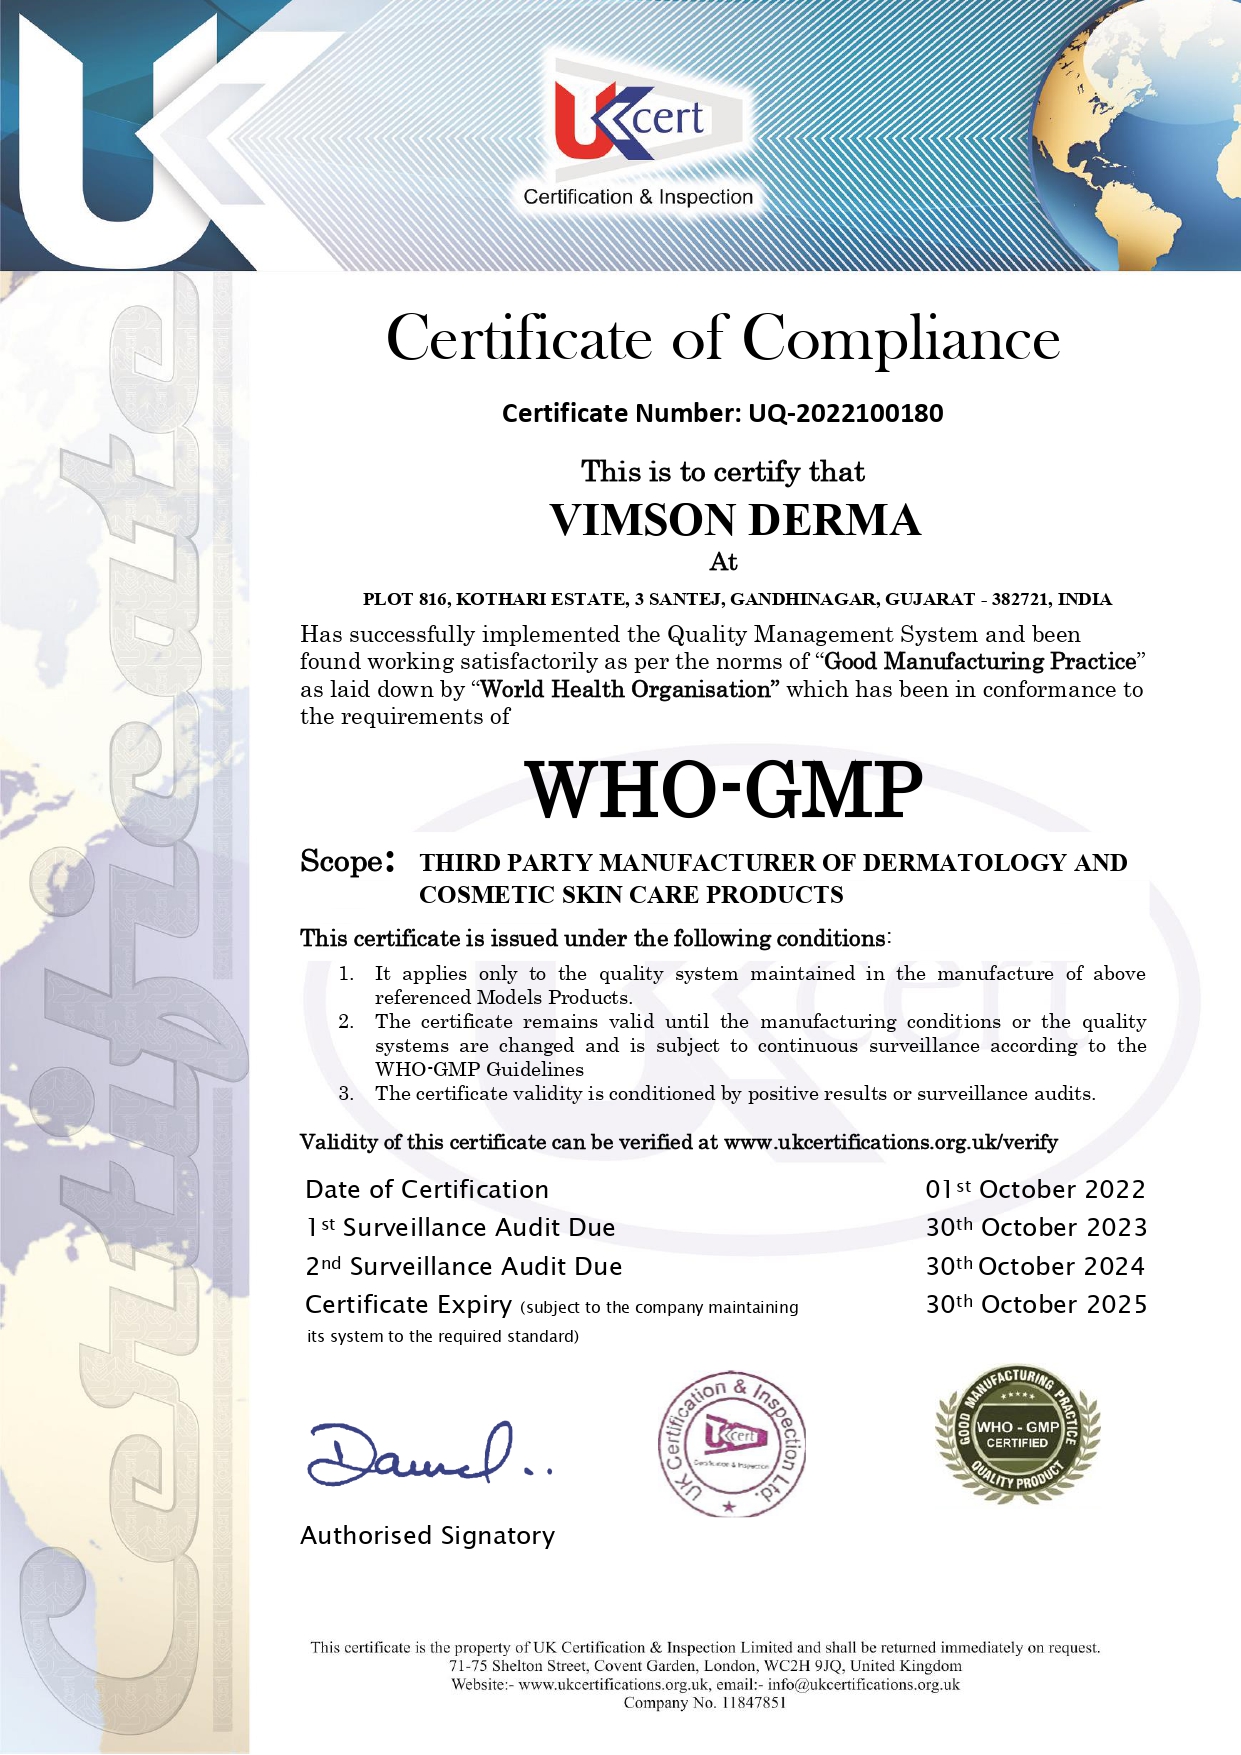 UK
UKcert
Certification & Inspection
Certificate of Compliance
Certificate Number: UQ-2022100180
This is to certify that
VIMSON DERMA
At
PLOT 816, KOTHARI ESTATE, 3 SANTEJ, GANDHINAGAR, GUJARAT - 382721, INDIA
Has successfully implemented the Quality Management System and been
found working satisfactorily as per the norms of “Good Manufacturing Practice”
as laid down by “World Health Organisation” which has been in conformance to
the requirements of
WHO-GMP
Scope: THIRD PARTY MANUFACTURER OF DERMATOLOGY AND
COSMETIC SKIN CARE PRODUCTS
This certificate is issued under the following conditions:
1. It applies only to the quality system maintained in the manufacture of above
referenced Models Products.
2. The certificate remains valid until the manufacturing conditions or the quality
systems are changed and is subject to continuous surveillance according to the
WHO-GMP Guidelines
3. The certificate validity is conditioned by positive results or surveillance audits.
Validity of this certificate can be verified at www.ukcertifications.org.uk/verify
Date of Certification 01st October 2022
1st Surveillance Audit Due 30th October 2023
2nd Surveillance Audit Due 30th October 2024
Certificate Expiry (subject to the company maintaining 30th October 2025
its system to the required standard)
UK Certification & Inspection Ltd.
UKcert
Certification & Inspection
GOOD MANUFACTURING PRACTICE
WHO - GMP
CERTIFIED
QUALITY PRODUCT
Authorised Signatory
This certificate is the property of UK Certification & Inspection Limited and shall be returned immediately on request.
71-75 Shelton Street, Covent Garden, London, WC2H 9JQ, United Kingdom
Website:- www.ukcertifications.org.uk, email:- info@ukcertifications.org.uk
Company No. 11847851
Certificate